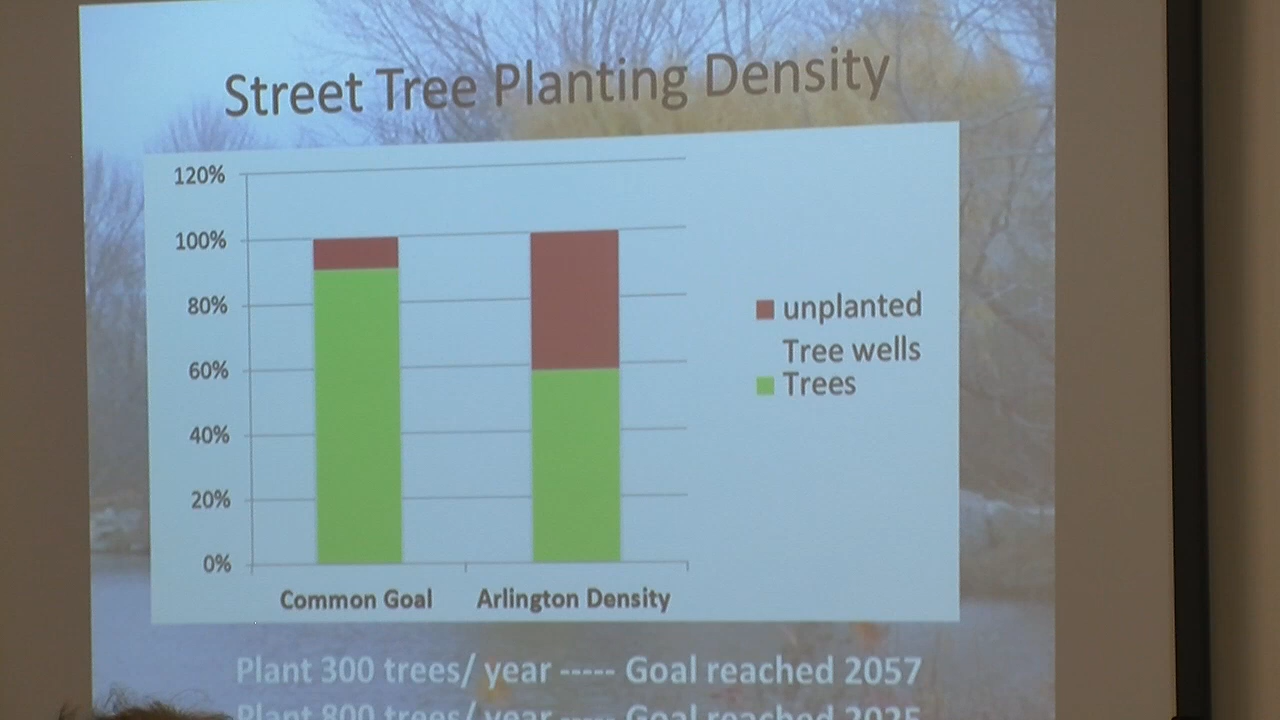 Street Tree Planting Density
120%
100%
80%
60%
40%
20%
0%
unplanted
Tree wells
Trees
Common Goal
Arlington Density
Plant 300 trees/ year ----- Goal reached 2057
Plant 800 trees/year ----- Goal reached 2025